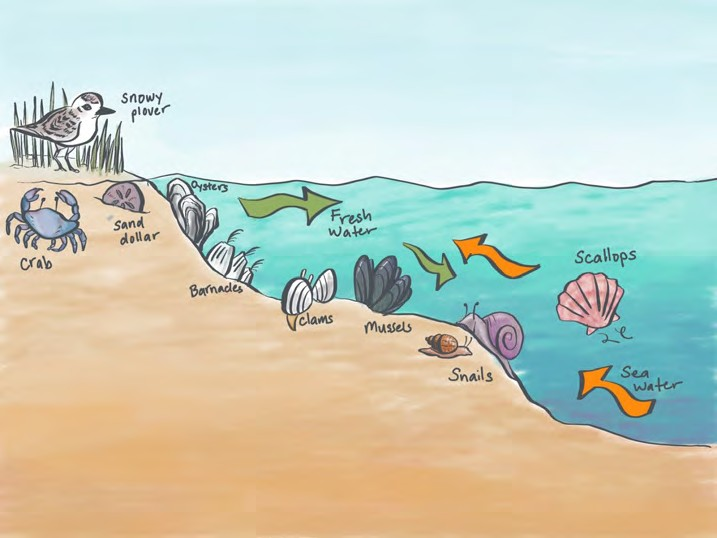 snowy
plover
Oysters
Crab
Sand
dollar
Fresh
Water
Barnacles
Clams
Mussels
Scallops
Snails
Sea
Water